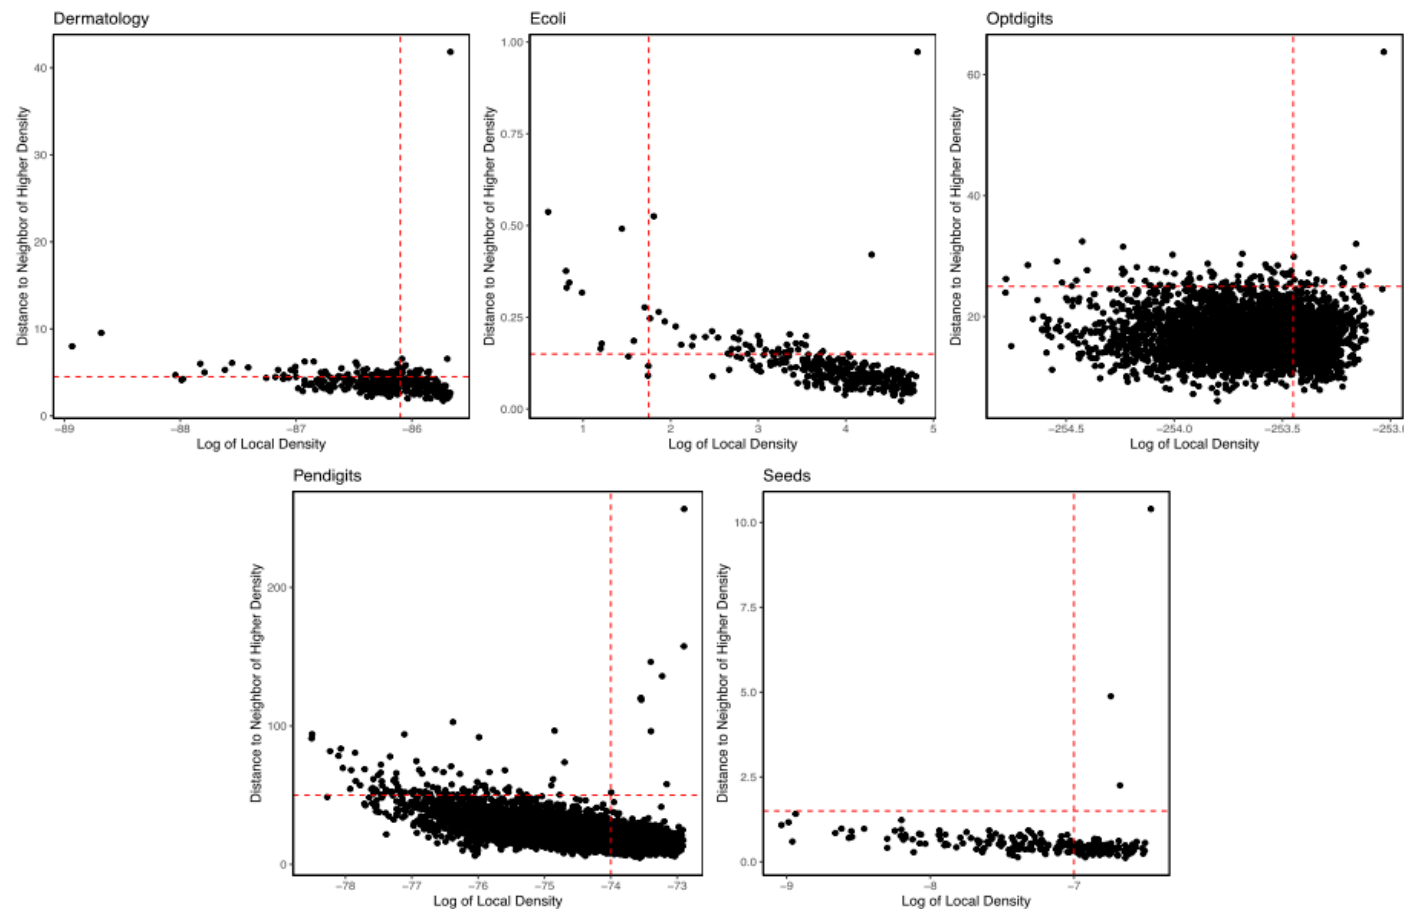 Dermatology
Distance to Neighbor of Higher Density
40
30
20
10
0
−89
−88
−87
−86
Log of Local Density
Ecoli
Distance to Neighbor of Higher Density
1.00
0.75
0.50
0.25
0.00
1
2
3
4
5
Log of Local Density
Optdigits
Distance to Neighbor of Higher Density
60
40
20
−254.5
−254.0
−253.5
Log of Local Density
Pendigits
Distance to Neighbor of Higher Density
200
100
0
−78
−77
−76
−75
−74
−73
Log of Local Density
Seeds
Distance to Neighbor of Higher Density
10.0
7.5
5.0
2.5
0.0
−9
−8
−7
Log of Local Density